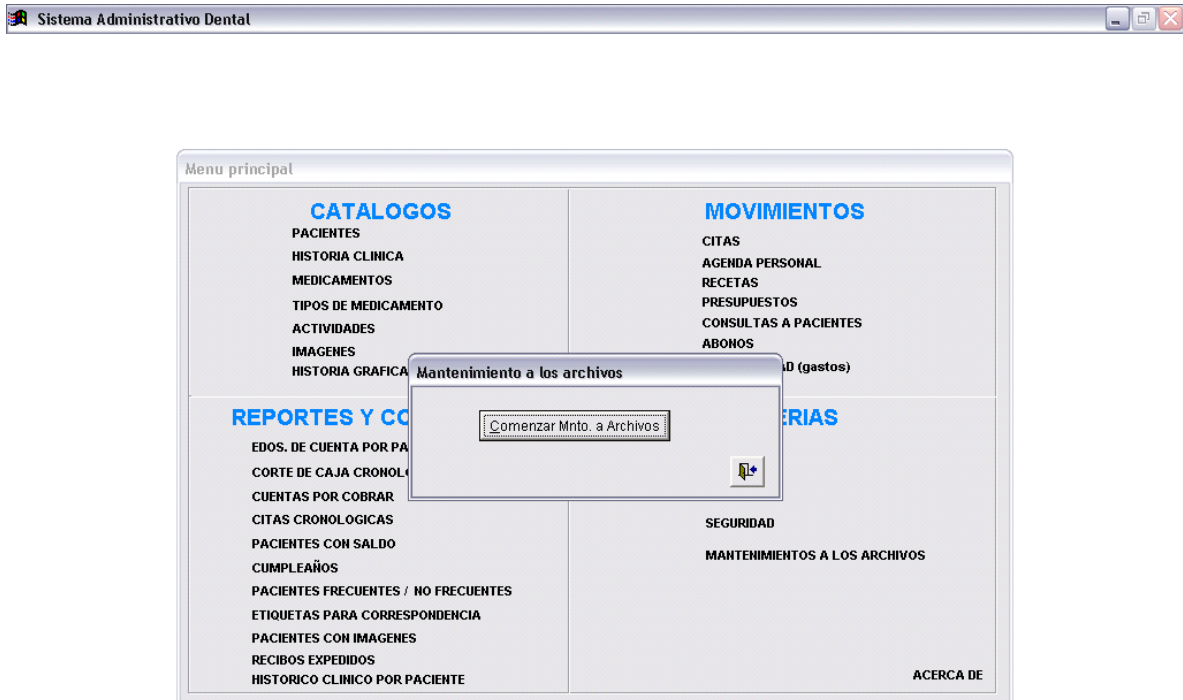 Sistema Administrativo Dental
Menu principal
CATALOGOS
PACIENTES
HISTORIA CLINICA
MEDICAMENTOS
TIPOS DE MEDICAMENTO
ACTIVIDADES
IMAGENES
HISTORIA GRAFICA
MOVIMIENTOS
CITAS
AGENDA PERSONAL
RECETAS
PRESUPUESTOS
CONSULTAS A PACIENTES
ABONOS
(gastos)
Mantenimiento a los archivos
Comenzar Mnto. a Archivos
REPORTES Y
EDOS. DE CUENTA POR
CORTE DE CAJA
CUENTAS POR COBRAR
CITAS CRONOLOGICAS
PACIENTES CON SALDO
CUMPLEAÑOS
PACIENTES FRECUENTES / NO FRECUENTES
ETIQUETAS PARA CORRESPONDENCIA
PACIENTES CON IMAGENES
RECIBOS EXPEDIDOS
HISTORICO CLINICO POR PACIENTE
SEGURIDAD
MANTENIMIENTOS A LOS ARCHIVOS
ACERCA DE